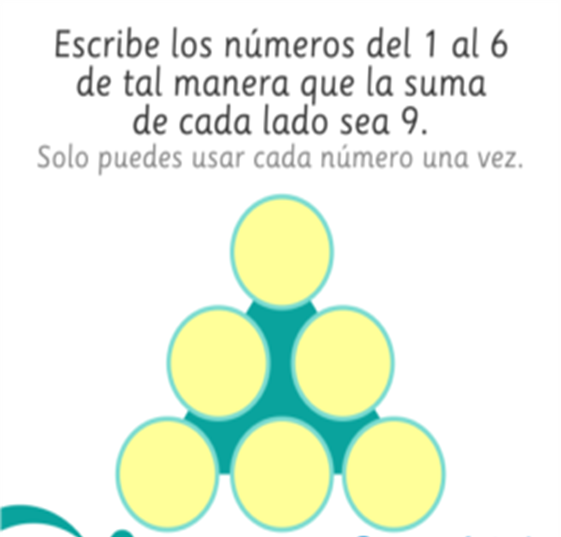 Escribe los números del 1 al 6
de tal manera que la suma
de cada lado sea 9.
Solo puedes usar cada número una vez.